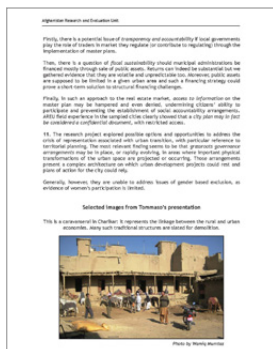 Afghanistan Research and Evaluation Unit
Firstly, there is a potential issue of transparency and accountability if local governments
play the role of traders in market they regulate (or contribute to regulating) through the
implementation of master plans.
Then, there is a question of fiscal sustainability should municipal administrations be
financed mostly through sale of public assets. Returns can indeed be substantial but we
gathered evidence that they are volatile and unpredictable too. Moreover, public assets
are supposed to be limited in a given urban area and such a financing strategy could
prove a short term solution to structural financing challenges.
Finally, in such an approach to the real estate market, access to information on the
master plan may be hampered and even denied, undermining citizens' ability to
participate and preventing the establishment of social accountability arrangements.
While field experience in the sampled cities clearly showed that a city plan may in fact
be considered a confidential document, with restricted access.
11. The research project explored possible options and opportunities to address the
crisis of representation associated with urban transition, with particular reference to
territorial planning. The most relevant finding seems to be that grassroots governance
arrangements may be in place, or rapidly evolving, in areas where important physical
transformations of the urban space are projected or occurring. Those arrangements
present a complex architecture on which urban development projects could rest and
plans of action for the city could rely.
Generally, however, they are unable to address issues of gender based exclusion, as
evidence of women's participation is limited.
Selected images from Tommaso's presentation
This is a caravanserai in Charikar: it represents the linkage between the rural and urban
economies. Many such traditional structures are slated for demolition.
Photo by Wamiq Mumtaz